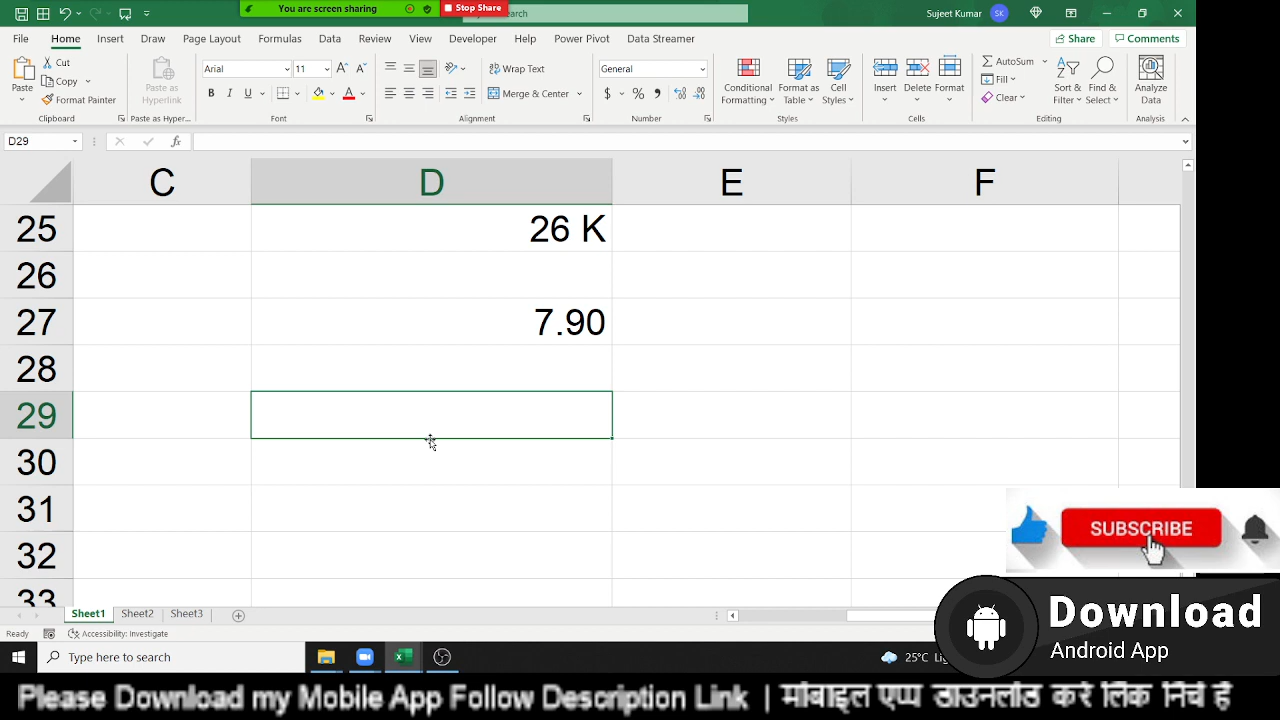 You are screen sharing
Stop Share
Sujeet Kumar
SK
File Home Insert Draw Page Layout Formulas Data Review View Developer Help Power Pivot Data Streamer
Share
Comments
Paste
Cut
Copy
Format Painter
Clipboard
Paste as
Hyperlink
Paste as Hyper...
Arial
11
B I U
Font
Wrap Text
Merge & Center
Alignment
General
$ % ,
Number
Conditional
Formatting
Format as
Table
Cell
Styles
Styles
Insert
Delete
Format
Cells
AutoSum
Fill
Clear
Sort &
Filter
Find &
Select
Editing
Analyze
Data
Analysis
D29
fx
C D E F
25 26 K
26
27 7.90
28
29
30
31
32
33
SUBSCRIBE
Download
Android App
Sheet1 Sheet2 Sheet3
Ready
Accessibility: Investigate
Type here to search
25°C
Please Download my Mobile App Follow Description Link | मोबाइल एप्प डाउनलोड करे लिंक निचे है